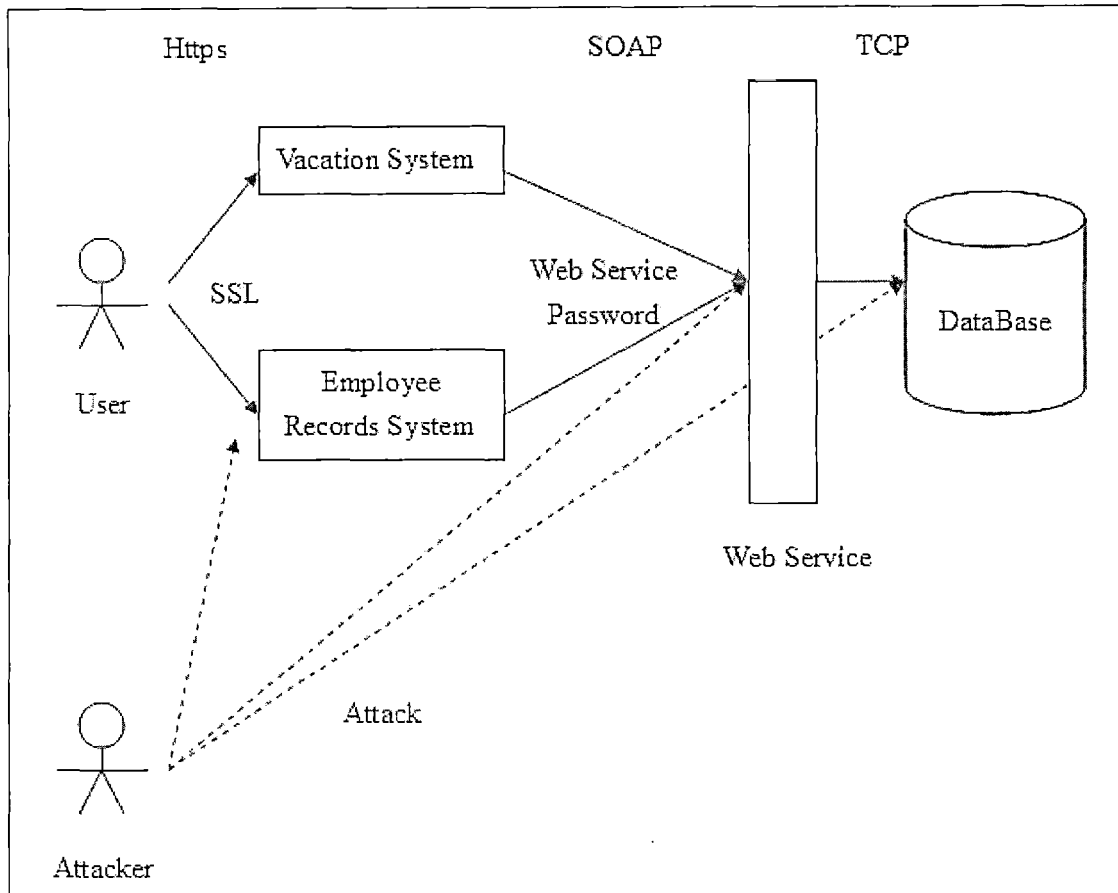 Https
SOAP
TCP
Vacation System
SSL
Web Service
Password
DataBase
User
Employee
Records System
Web Service
Attack
Attacker